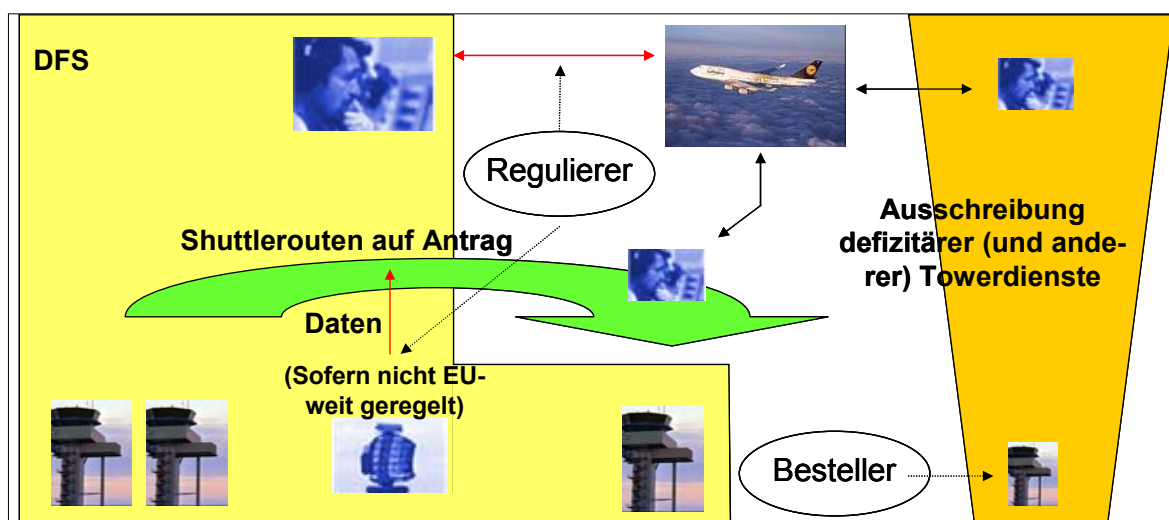 DFS
Regulierer
Shuttlerouten auf Antrag
Ausschreibung
defizitärer (und ande-
rer) Towerdienste
Daten
(Sofern nicht EU-
weit geregelt)
Besteller